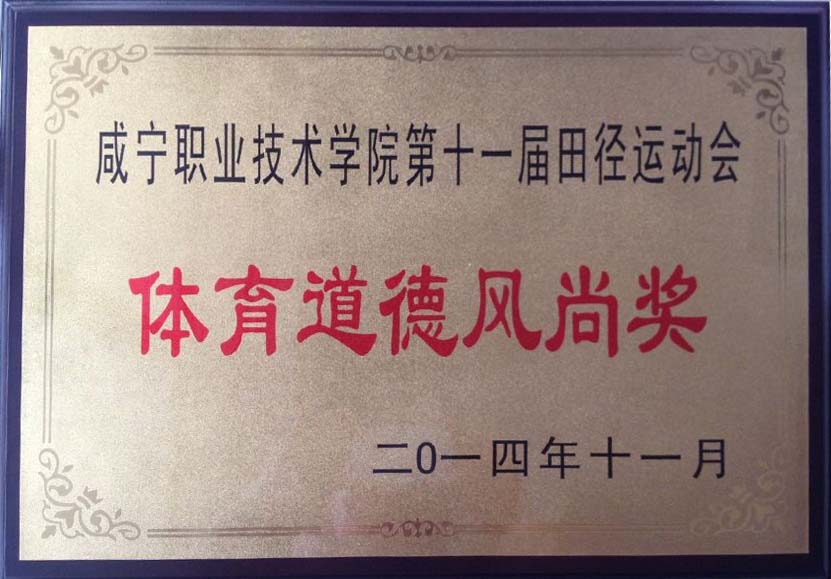 咸宁职业技术学院第十一届田径运动会
体育道德风尚奖
二0一四年十一月